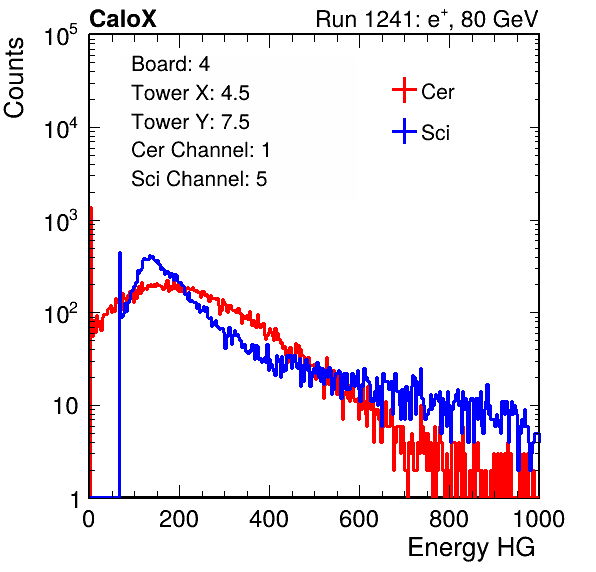 CaloX
Run 1241: e⁺, 80 GeV
Counts
Board: 4
Tower X: 4.5
Tower Y: 7.5
Cer Channel: 1
Sci Channel: 5
Cer
Sci
10⁵
10⁴
10³
10²
10
1
0 200 400 600 800 1000
Energy HG